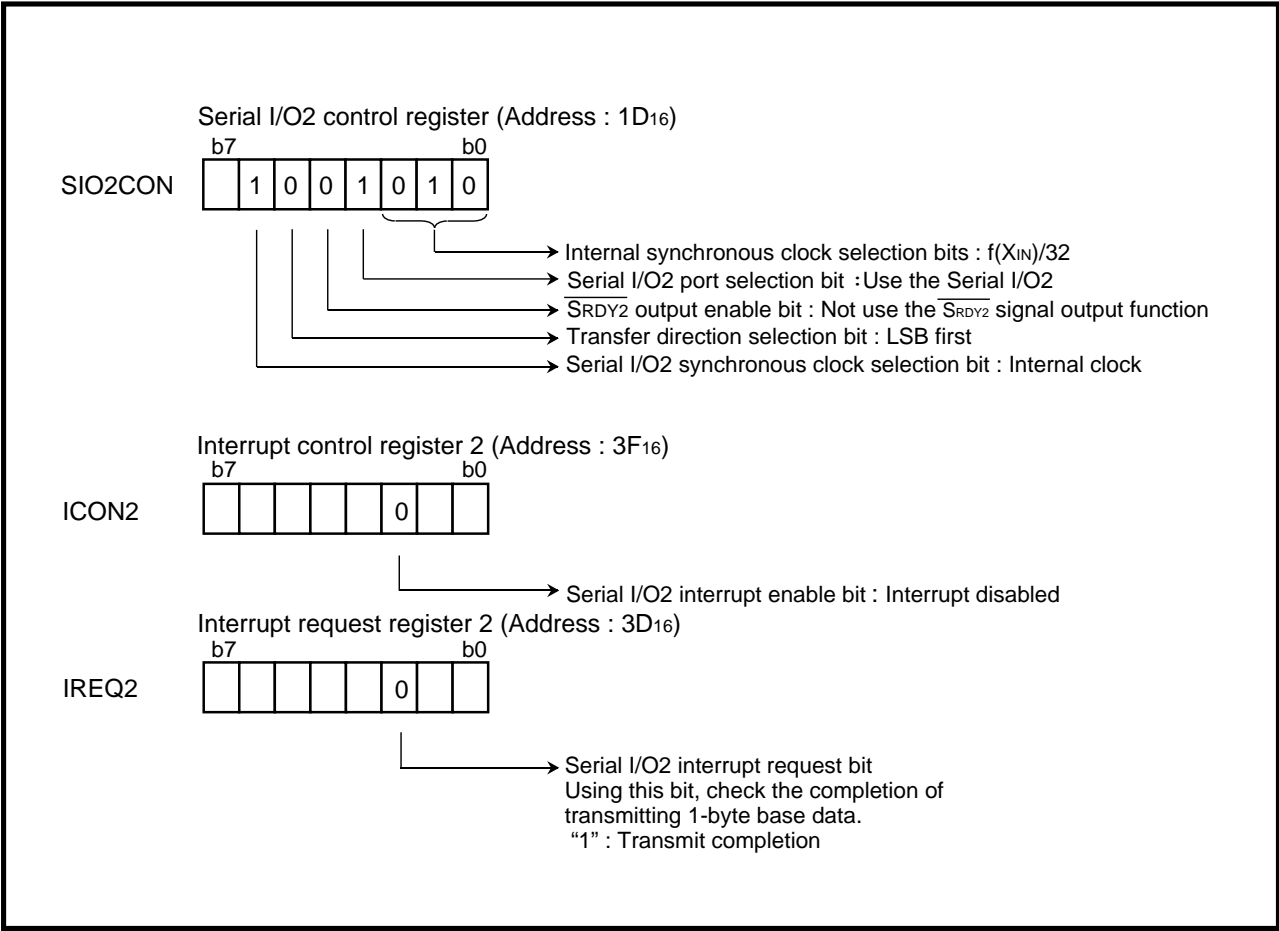 Serial I/O2 control register (Address : 1D16)
b7 b0
SIO2CON 1 0 0 1 0 1 0
Internal synchronous clock selection bits : f(XIN)/32
Serial I/O2 port selection bit : Use the Serial I/O2
SRDY2 output enable bit : Not use the SRDY2 signal output function
Transfer direction selection bit : LSB first
Serial I/O2 synchronous clock selection bit : Internal clock
Interrupt control register 2 (Address : 3F16)
b7 b0
ICON2 0
Serial I/O2 interrupt enable bit : Interrupt disabled
Interrupt request register 2 (Address : 3D16)
b7 b0
IREQ2 0
Serial I/O2 interrupt request bit
Using this bit, check the completion of
transmitting 1-byte base data.
“1” : Transmit completion